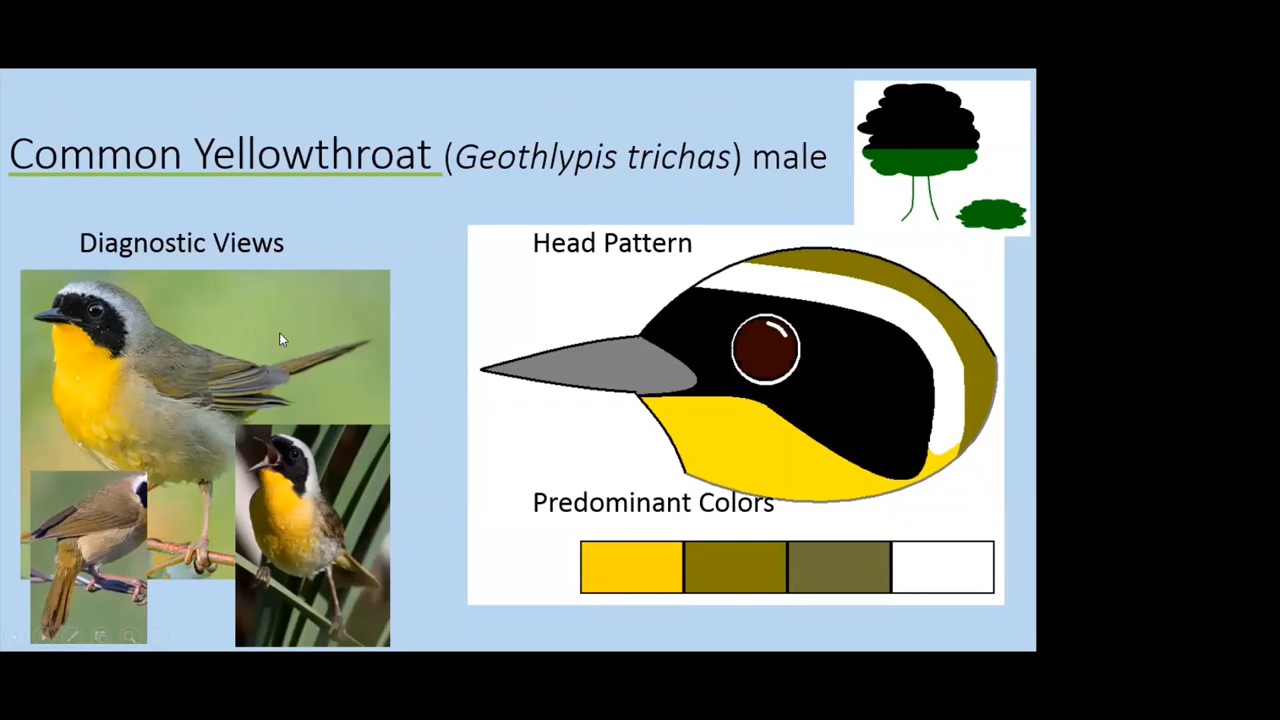 Common Yellowthroat (Geothlypis trichas) male
Diagnostic Views
Head Pattern
Predominant Colors